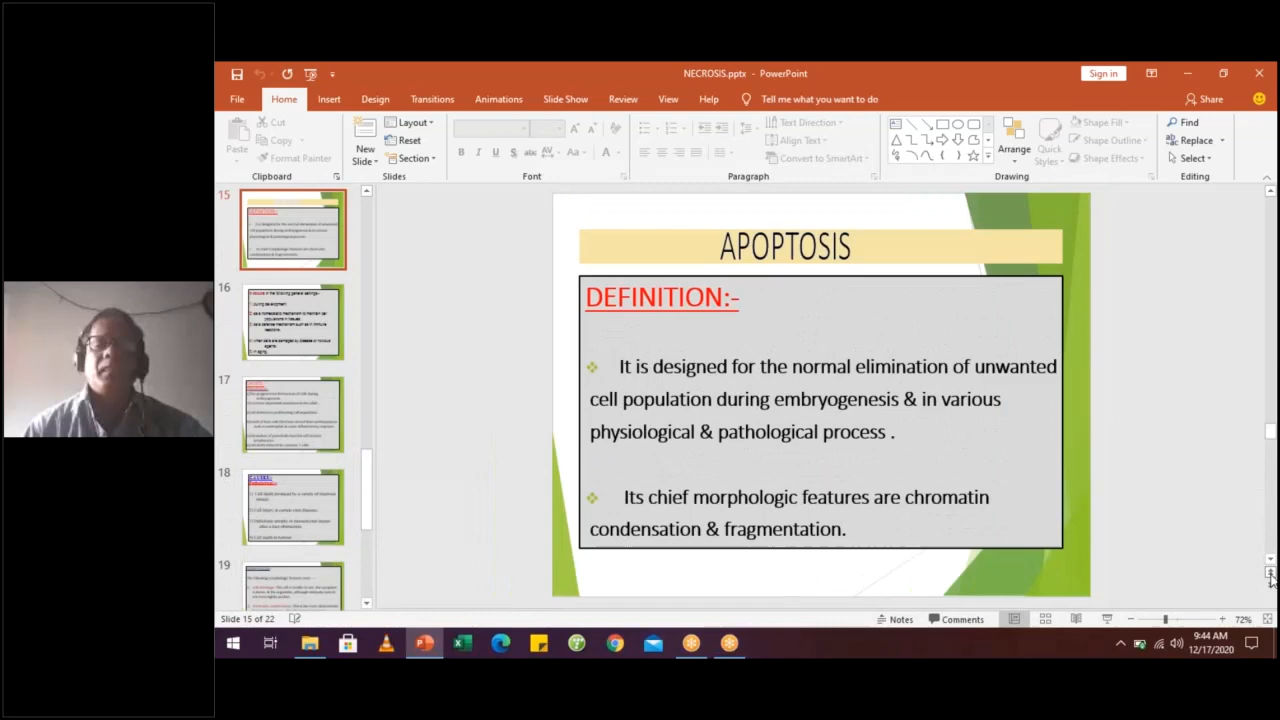 NECROSIS.pptx - PowerPoint
Sign in
File Home Insert Design Transitions Animations Slide Show Review View Help Tell me what you want to do Share
Paste
Cut
Copy
Format Painter
Clipboard
New Slide
Layout
Reset
Section
Slides
B I U S abc AV Aa A
Font
Paragraph
Text Direction
Align Text
Convert to SmartArt
Arrange
Quick Styles
Shape Fill
Shape Outline
Shape Effects
Drawing
Find
Replace
Select
Editing
15
16
17
18
19
APOPTOSIS
DEFINITION:-
It is designed for the normal elimination of unwanted
cell population during embryogenesis & in various
physiological & pathological process .
Its chief morphologic features are chromatin
condensation & fragmentation.
Slide 15 of 22
Notes
Comments
72%
9:44 AM
12/17/2020